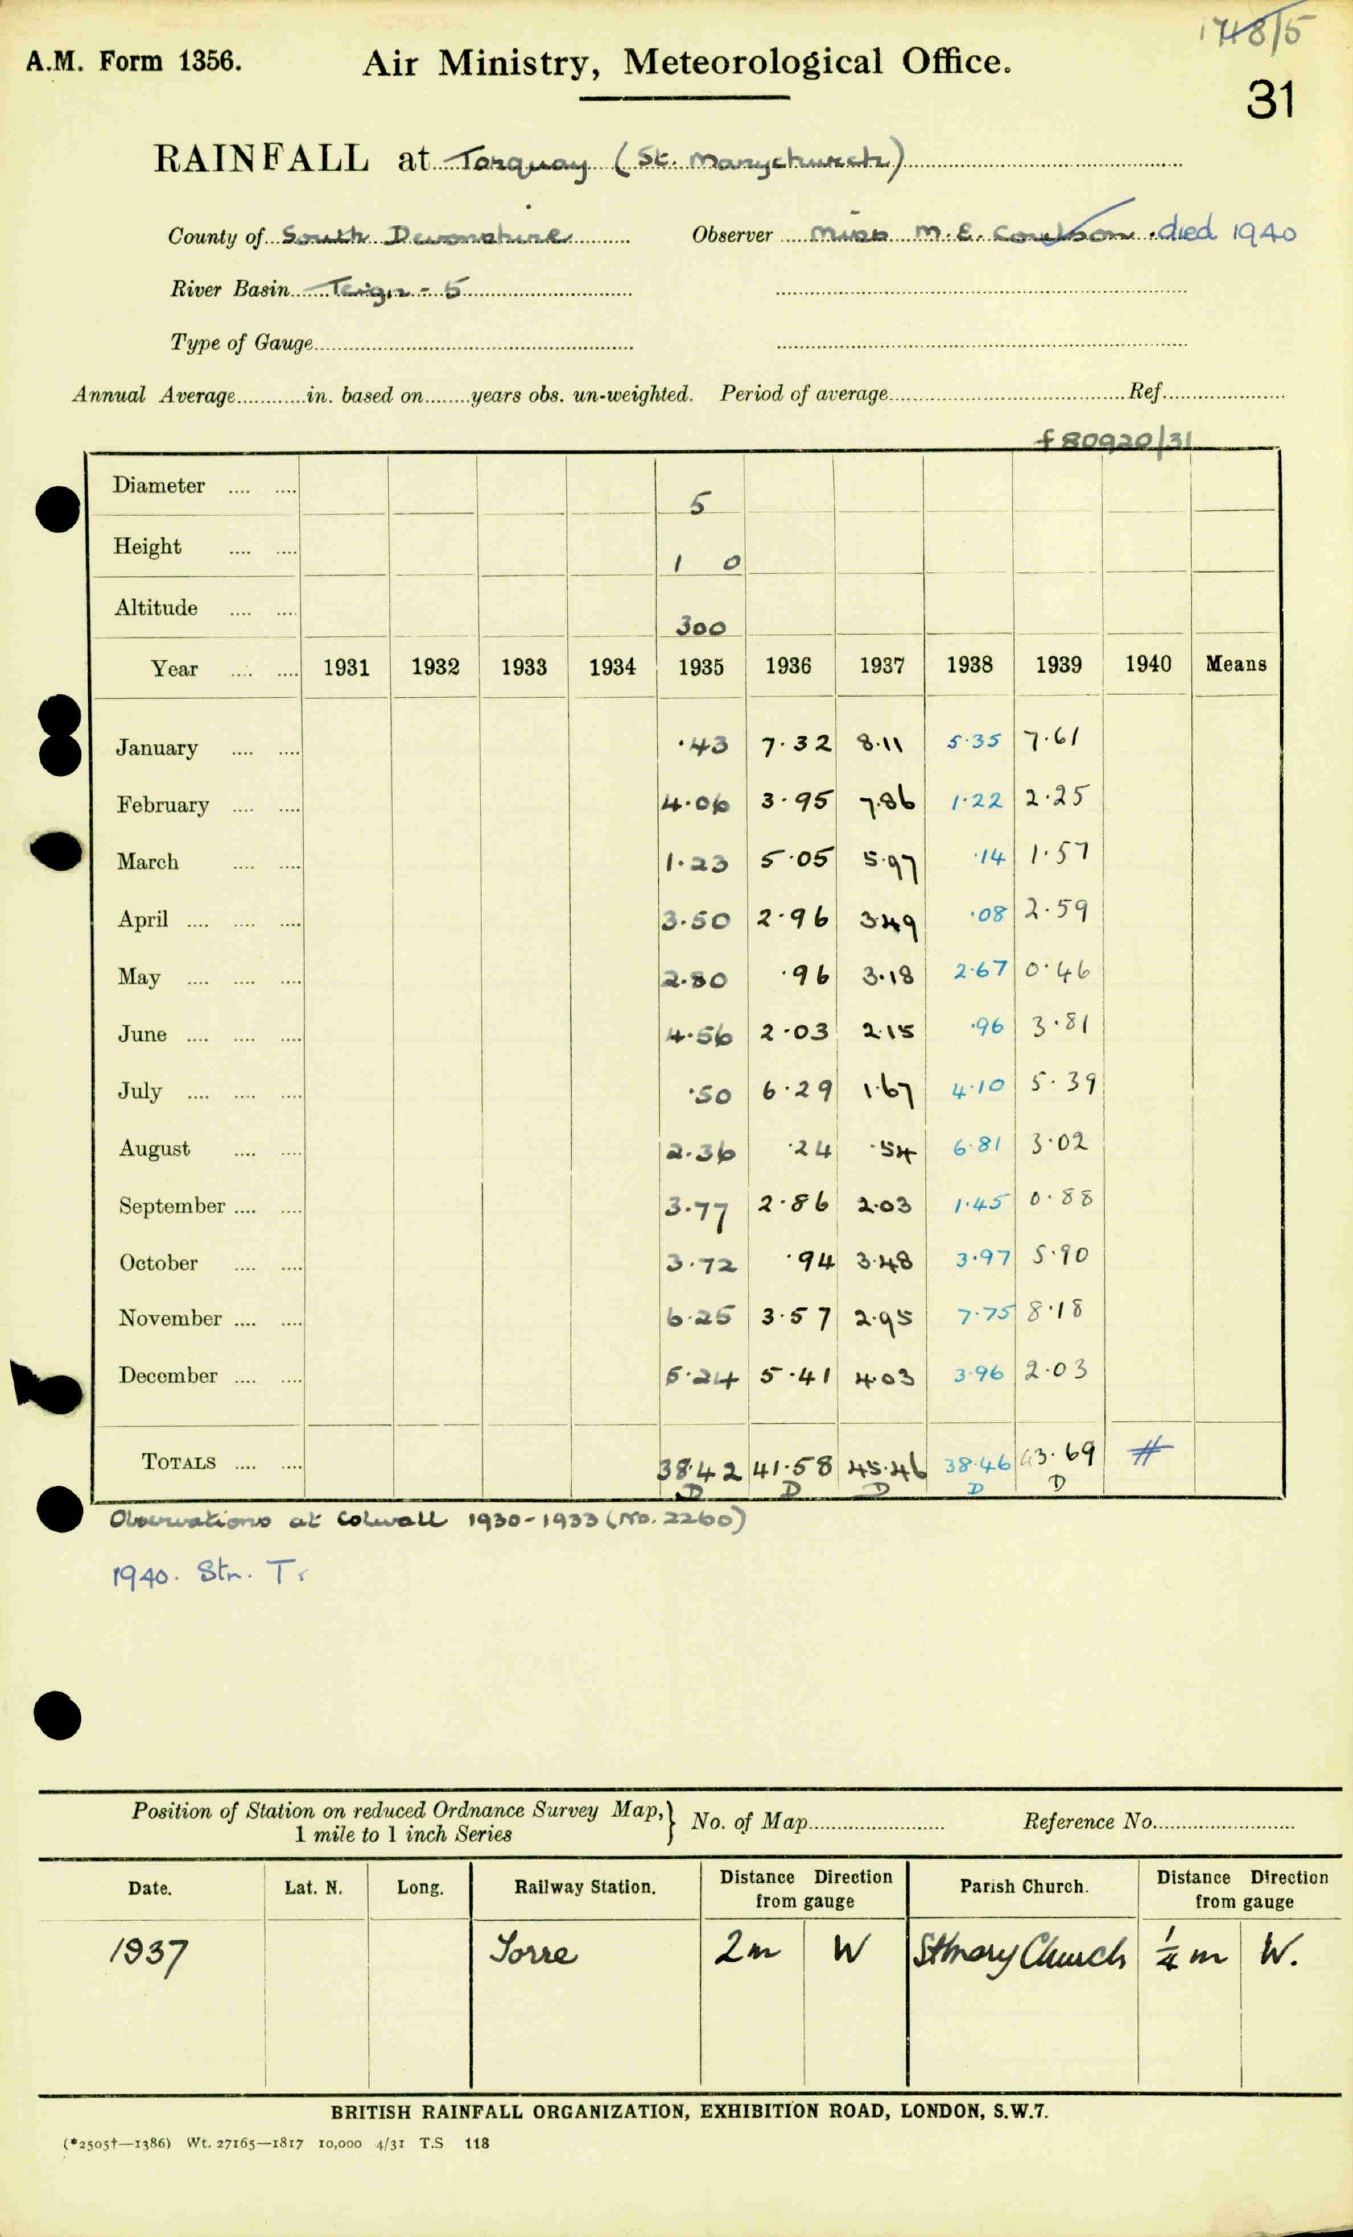 1748/5
A.M. Form 1356. Air Ministry, Meteorological Office.
31
RAINFALL at Torquay (St. Marychurch)
County of South Devonshire Observer Miss M.E. Coulson. died 1940
River Basin Teign - 5
Type of Gauge
Annual Average in. based on years obs. un-weighted. Period of average Ref.
f 80920/31
Diameter 5
Height 1 0
Altitude 300
Year 1931 1932 1933 1934 1935 1936 1937 1938 1939 1940 Means
January ·43 7·32 8·11 5·35 7·61
February 4·06 3·95 7·86 1·22 2·25
March 1·23 5·05 5·97 ·14 1·57
April 3·50 2·96 3·49 ·08 2·59
May 2·80 ·96 3·18 2·67 0·46
June 4·56 2·03 2·15 ·96 3·81
July ·50 6·29 1·67 4·10 5·39
August 2·36 ·24 ·54 6·81 3·02
September 3·77 2·86 2·03 1·45 0·88
October 3·72 ·94 3·48 3·97 5·90
November 6·25 3·57 2·95 7·75 8·18
December 5·24 5·41 4·03 3·96 2·03
TOTALS 38·42 41·58 45·46 38·46 43·69 #
D D D D D
Observations at Colwall 1930-1933 (No. 2260)
1940. Stn. Tr
Position of Station on reduced Ordnance Survey Map, } No. of Map Reference No.
1 mile to 1 inch Series
Date. Lat. N. Long. Railway Station. Distance Direction from gauge Parish Church. Distance Direction from gauge
1937 Torre 2 m W St Mary Church ¼ m W.
BRITISH RAINFALL ORGANIZATION, EXHIBITION ROAD, LONDON, S.W.7.
(*2505†—1386) Wt. 27165—1817 10,000 4/31 T.S 118